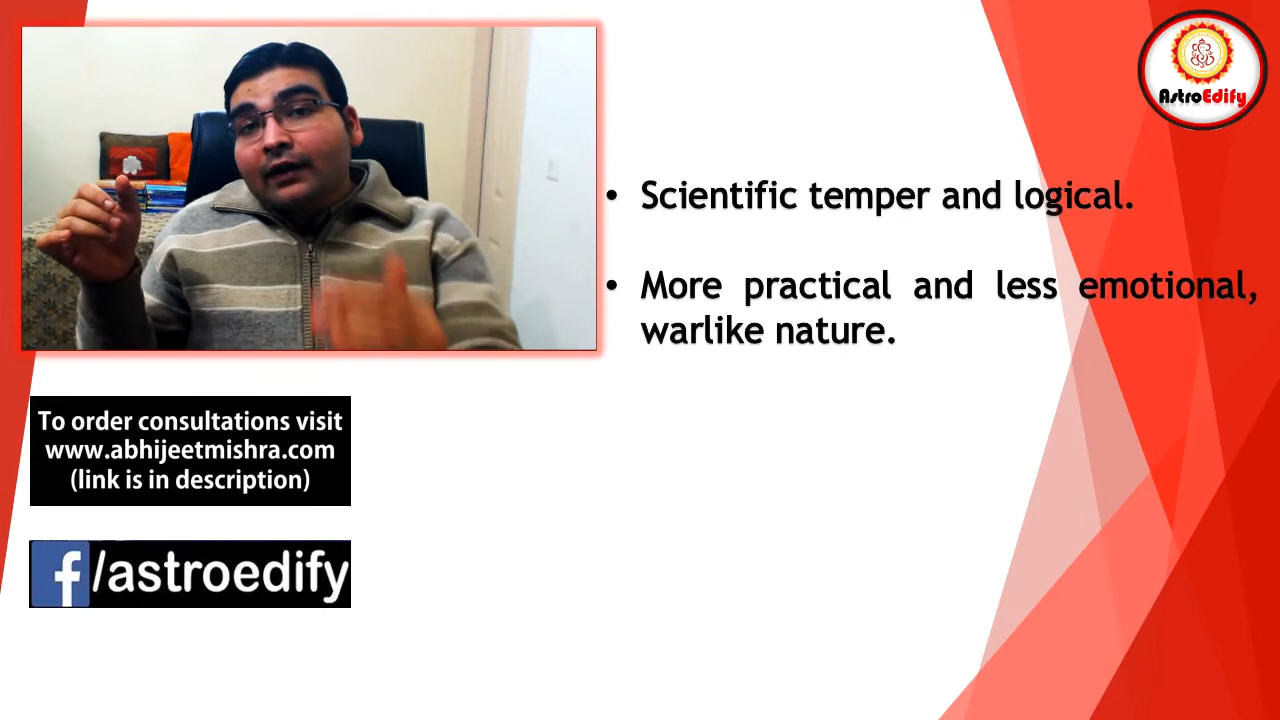 AstroEdify
• Scientific temper and logical.
• More practical and less emotional,
warlike nature.
To order consultations visit
www.abhijeetmishra.com
(link is in description)
f/astroedify